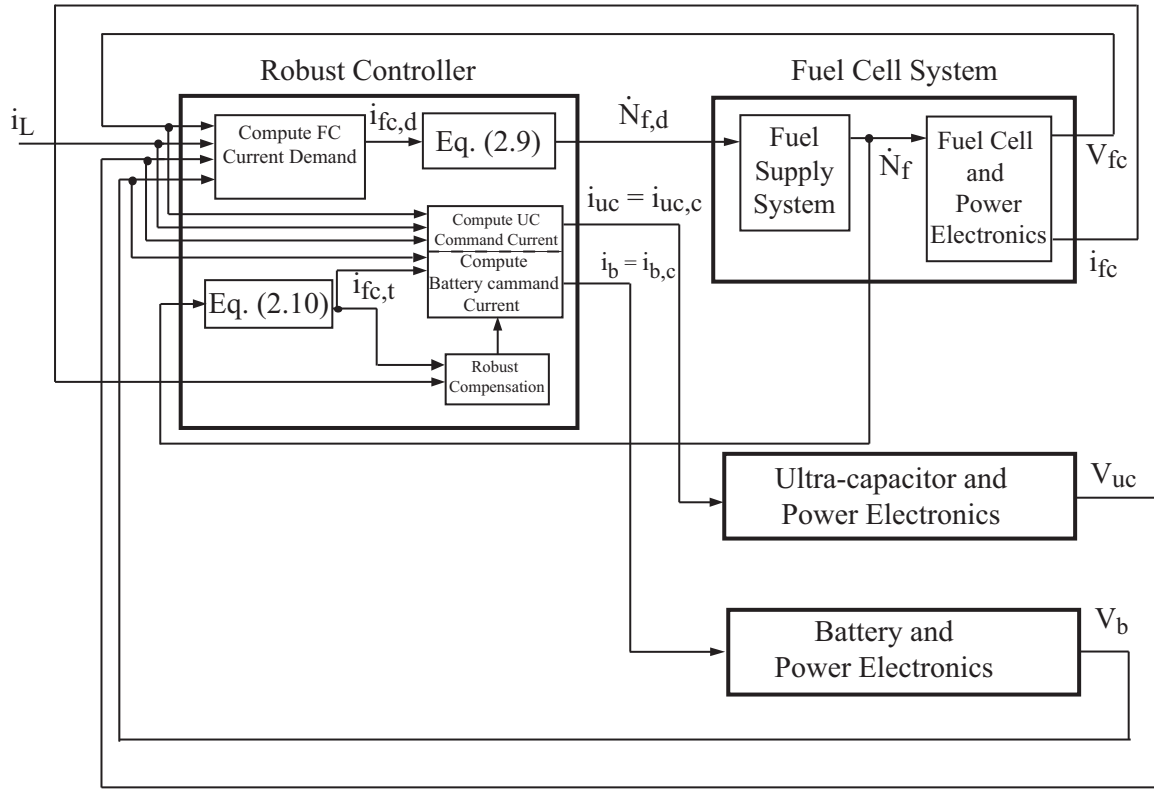 Robust Controller
Fuel Cell System
i_L
Compute FC
Current Demand
i_fc,d
Eq. (2.9)
Ṅ_f,d
Fuel
Supply
System
Ṅ_f
Fuel Cell
and
Power
Electronics
V_fc
i_fc
Compute UC
Command Current
Compute
Battery cammand
Current
i_uc = i_uc,c
i_b = i_b,c
Eq. (2.10)
i_fc,t
Robust
Compensation
Ultra-capacitor and
Power Electronics
V_uc
Battery and
Power Electronics
V_b